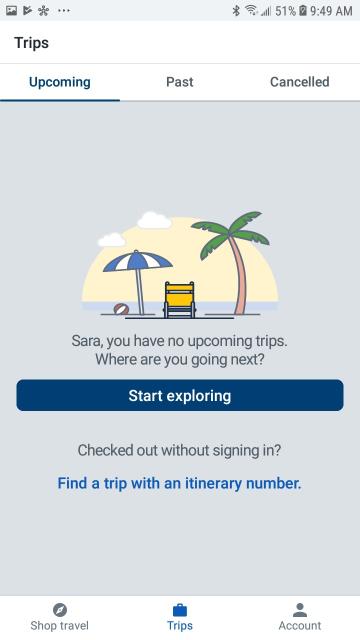 51% 9:49 AM
Trips
Upcoming Past Cancelled
Sara, you have no upcoming trips.
Where are you going next?
Start exploring
Checked out without signing in?
Find a trip with an itinerary number.
Shop travel Trips Account